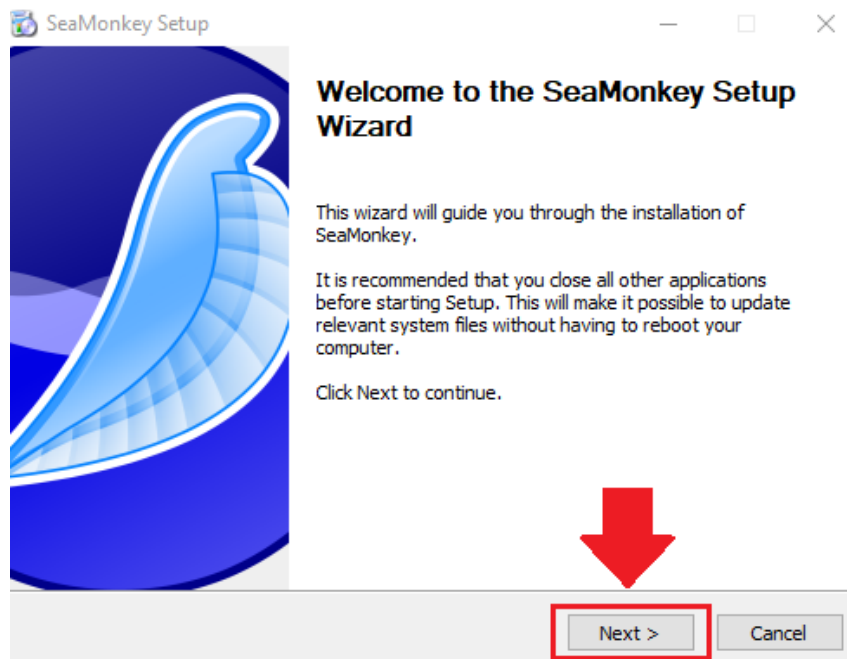 SeaMonkey Setup
Welcome to the SeaMonkey Setup
Wizard
This wizard will guide you through the installation of
SeaMonkey.
It is recommended that you close all other applications
before starting Setup. This will make it possible to update
relevant system files without having to reboot your
computer.
Click Next to continue.
Next >
Cancel